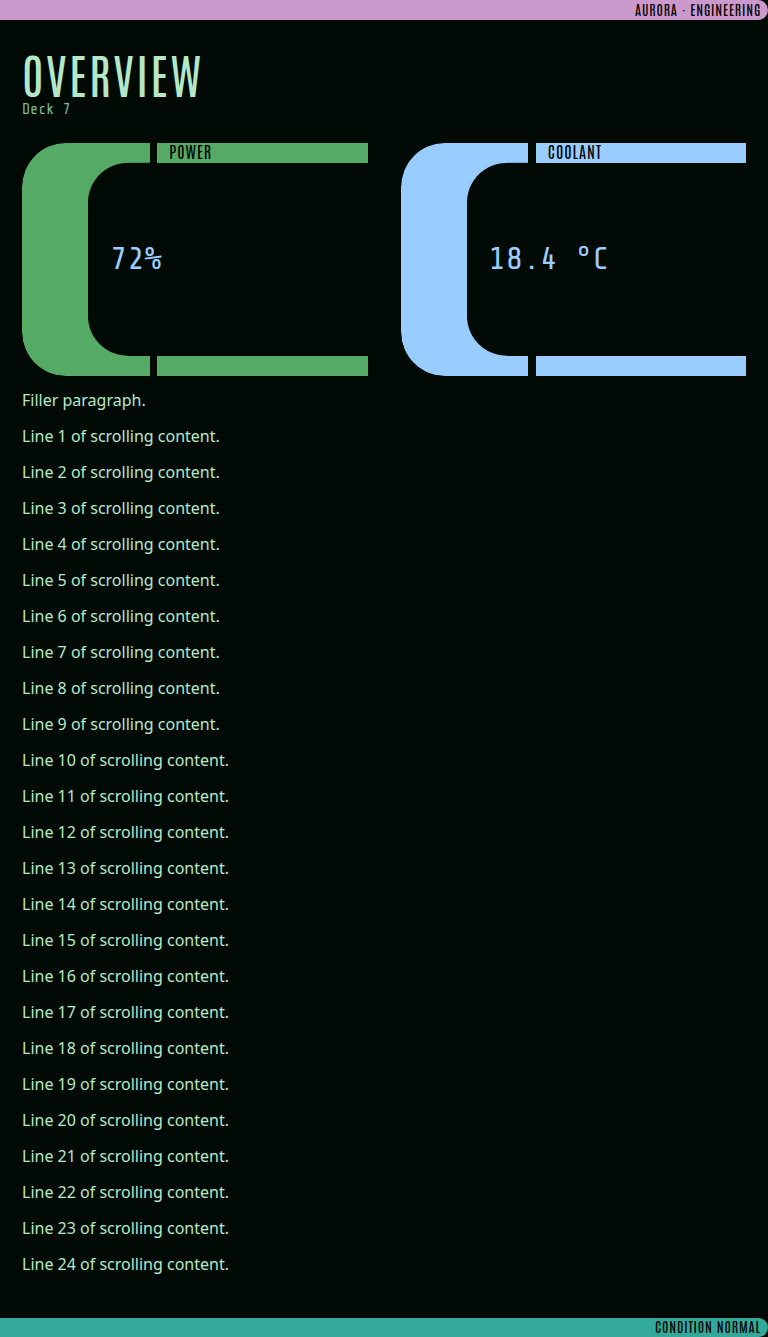 AURORA · ENGINEERING
OVERVIEW
Deck 7
POWER
COOLANT
72%
18.4 °C
Filler paragraph.
Line 1 of scrolling content.
Line 2 of scrolling content.
Line 3 of scrolling content.
Line 4 of scrolling content.
Line 5 of scrolling content.
Line 6 of scrolling content.
Line 7 of scrolling content.
Line 8 of scrolling content.
Line 9 of scrolling content.
Line 10 of scrolling content.
Line 11 of scrolling content.
Line 12 of scrolling content.
Line 13 of scrolling content.
Line 14 of scrolling content.
Line 15 of scrolling content.
Line 16 of scrolling content.
Line 17 of scrolling content.
Line 18 of scrolling content.
Line 19 of scrolling content.
Line 20 of scrolling content.
Line 21 of scrolling content.
Line 22 of scrolling content.
Line 23 of scrolling content.
Line 24 of scrolling content.
CONDITION NORMAL